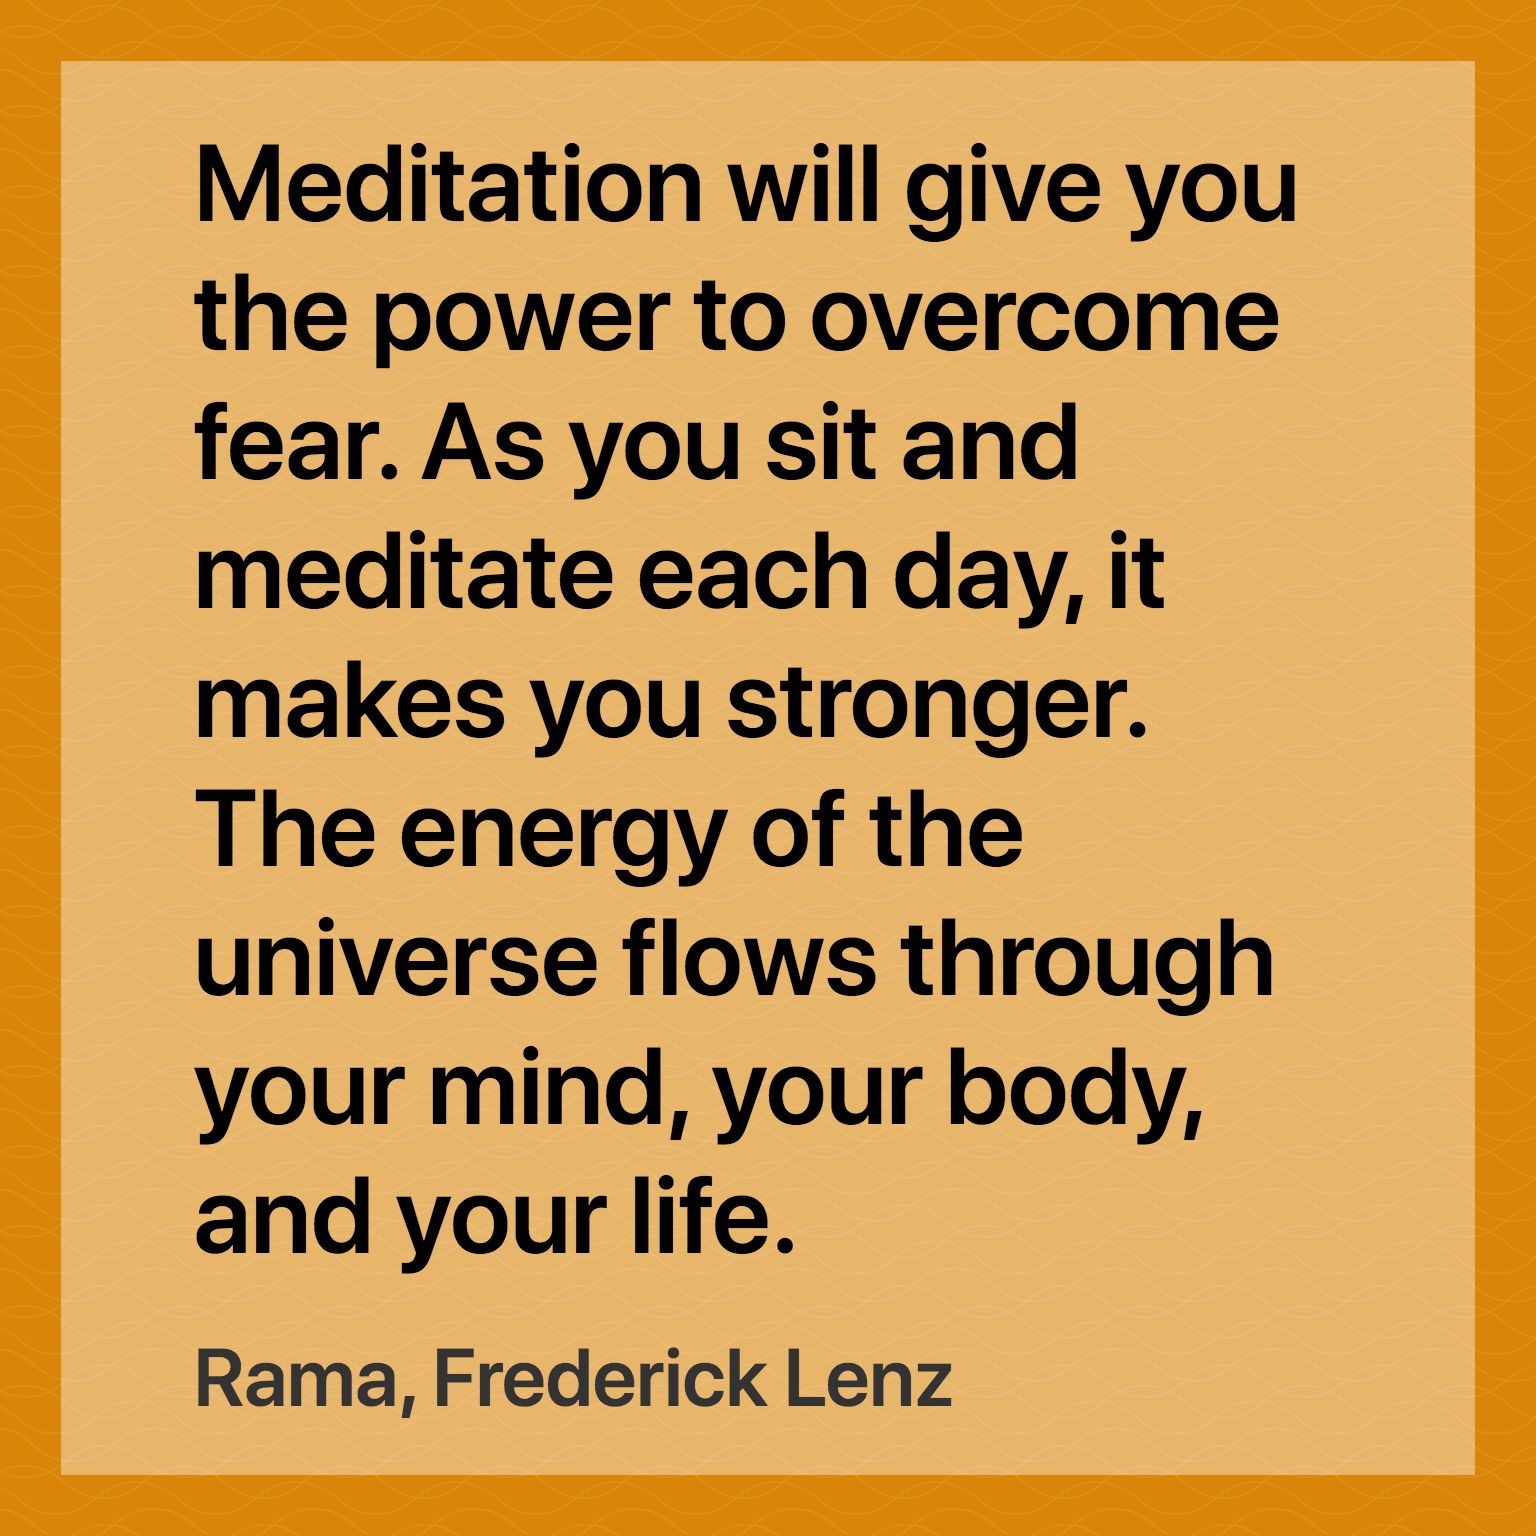 Meditation will give you
the power to overcome
fear. As you sit and
meditate each day, it
makes you stronger.
The energy of the
universe flows through
your mind, your body,
and your life.
Rama, Frederick Lenz